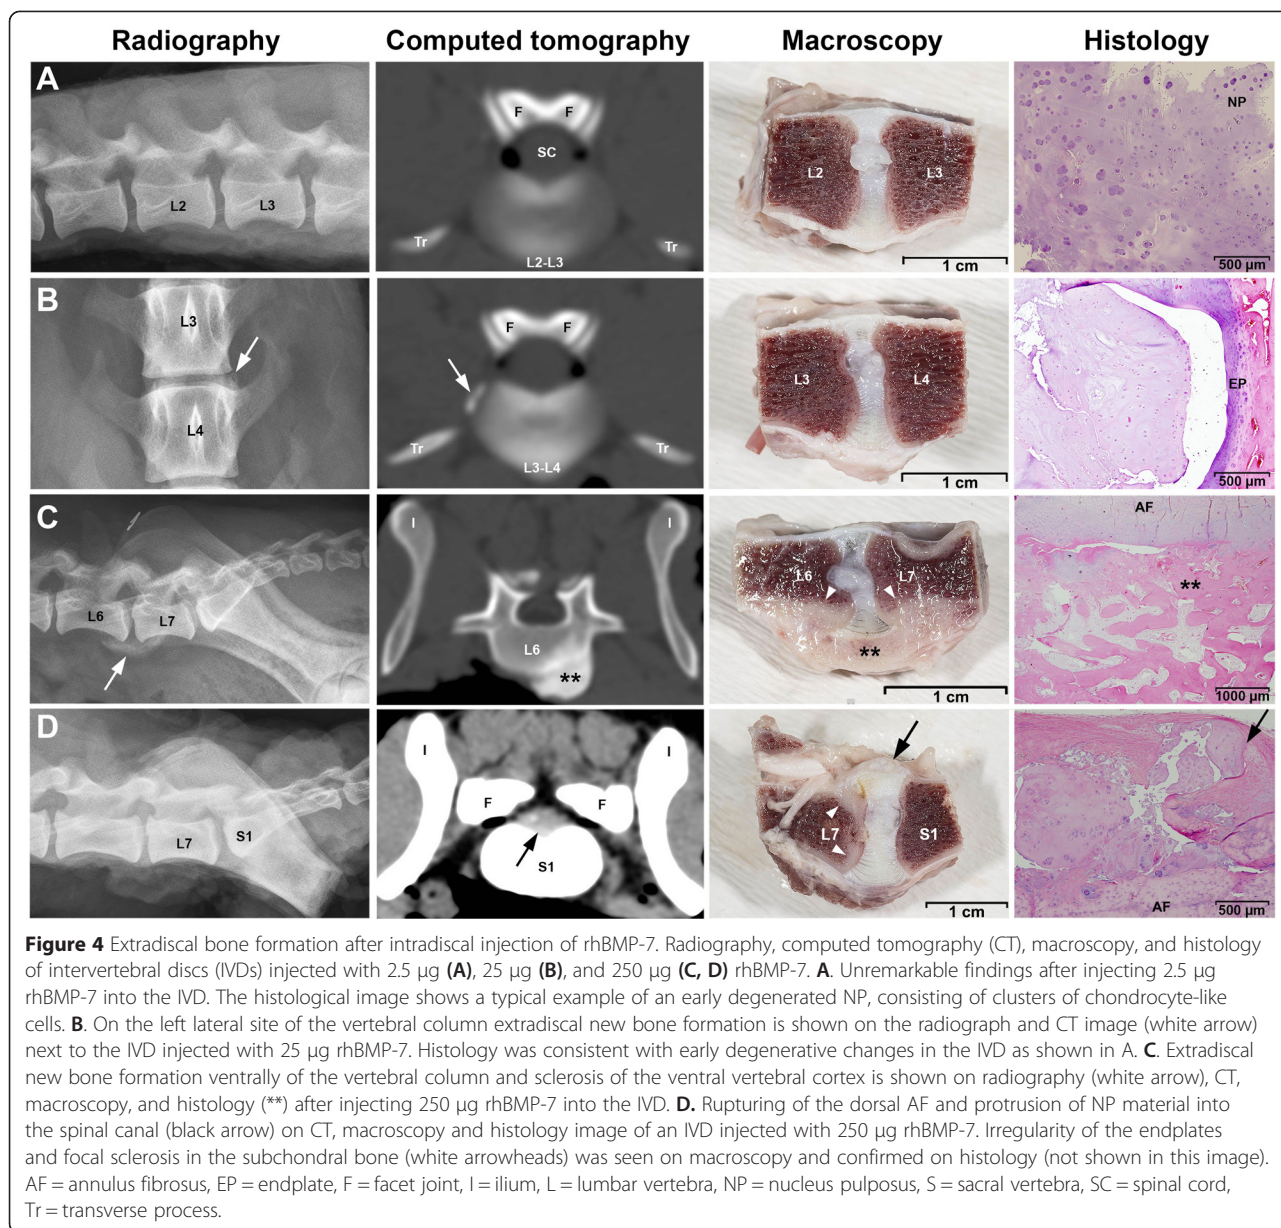 Radiography Computed tomography Macroscopy Histology
A
L2 L3
F F
SC
Tr Tr
L2-L3
L2 L3
1 cm
NP
500 µm
B
L3
L4
F F
Tr Tr
L3-L4
L3 L4
1 cm
EP
500 µm
C
L6 L7
I I
L6
**
L6 L7
**
1 cm
AF
**
1000 µm
D
L7 S1
I I
F F
S1
L7 S1
1 cm
AF
500 µm
Figure 4 Extradiscal bone formation after intradiscal injection of rhBMP-7. Radiography, computed tomography (CT), macroscopy, and histology
of intervertebral discs (IVDs) injected with 2.5 µg (A), 25 µg (B), and 250 µg (C, D) rhBMP-7. A. Unremarkable findings after injecting 2.5 µg
rhBMP-7 into the IVD. The histological image shows a typical example of an early degenerated NP, consisting of clusters of chondrocyte-like
cells. B. On the left lateral site of the vertebral column extradiscal new bone formation is shown on the radiograph and CT image (white arrow)
next to the IVD injected with 25 µg rhBMP-7. Histology was consistent with early degenerative changes in the IVD as shown in A. C. Extradiscal
new bone formation ventrally of the vertebral column and sclerosis of the ventral vertebral cortex is shown on radiography (white arrow), CT,
macroscopy, and histology (**) after injecting 250 µg rhBMP-7 into the IVD. D. Rupturing of the dorsal AF and protrusion of NP material into
the spinal canal (black arrow) on CT, macroscopy and histology image of an IVD injected with 250 µg rhBMP-7. Irregularity of the endplates
and focal sclerosis in the subchondral bone (white arrowheads) was seen on macroscopy and confirmed on histology (not shown in this image).
AF = annulus fibrosus, EP = endplate, F = facet joint, I = ilium, L = lumbar vertebra, NP = nucleus pulposus, S = sacral vertebra, SC = spinal cord,
Tr = transverse process.